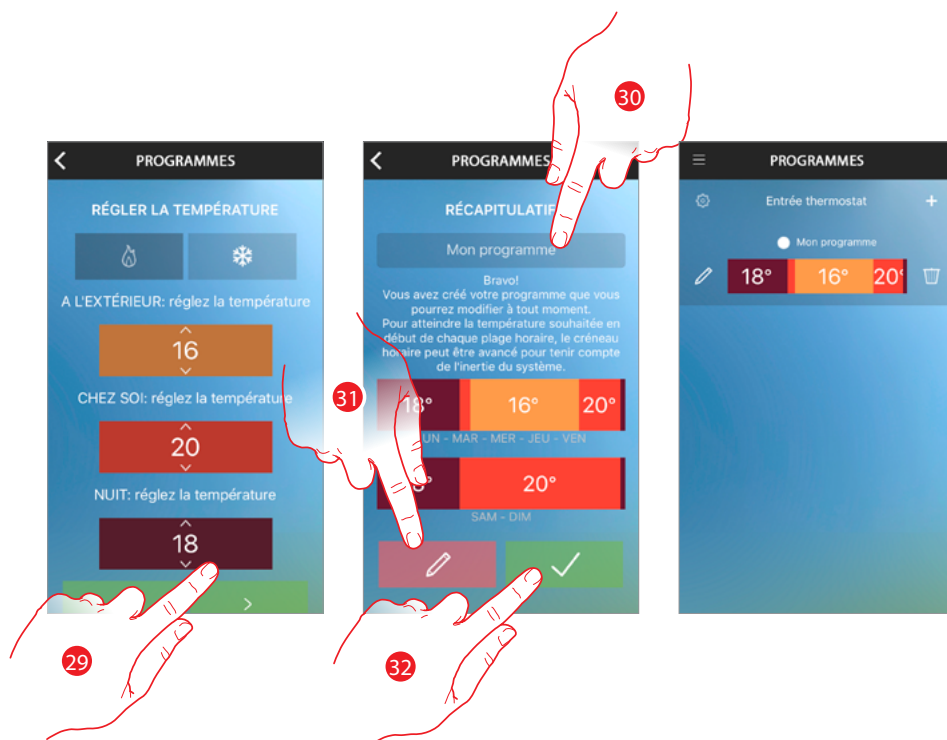 30
PROGRAMMES
RÉGLER LA TEMPÉRATURE
A L'EXTÉRIEUR: réglez la température
16
CHEZ SOI: réglez la température
20
NUIT: réglez la température
18
29
PROGRAMMES
RÉCAPITULATIF
Mon programme
Bravo!
Vous avez créé votre programme que vous
pourrez modifier à tout moment.
Pour atteindre la température souhaitée en
début de chaque plage horaire, le créneau
horaire peut être avancé pour tenir compte
de l'inertie du système.
31
18° 16° 20°
UN - MAR - MER - JEU - VEN
20°
SAM - DIM
32
PROGRAMMES
Entrée thermostat
Mon programme
18° 16° 20°